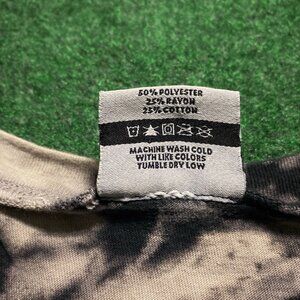 50% POLYESTER
25% RAYON
25% COTTON
MACHINE WASH COLD
WITH LIKE COLORS
TUMBLE DRY LOW